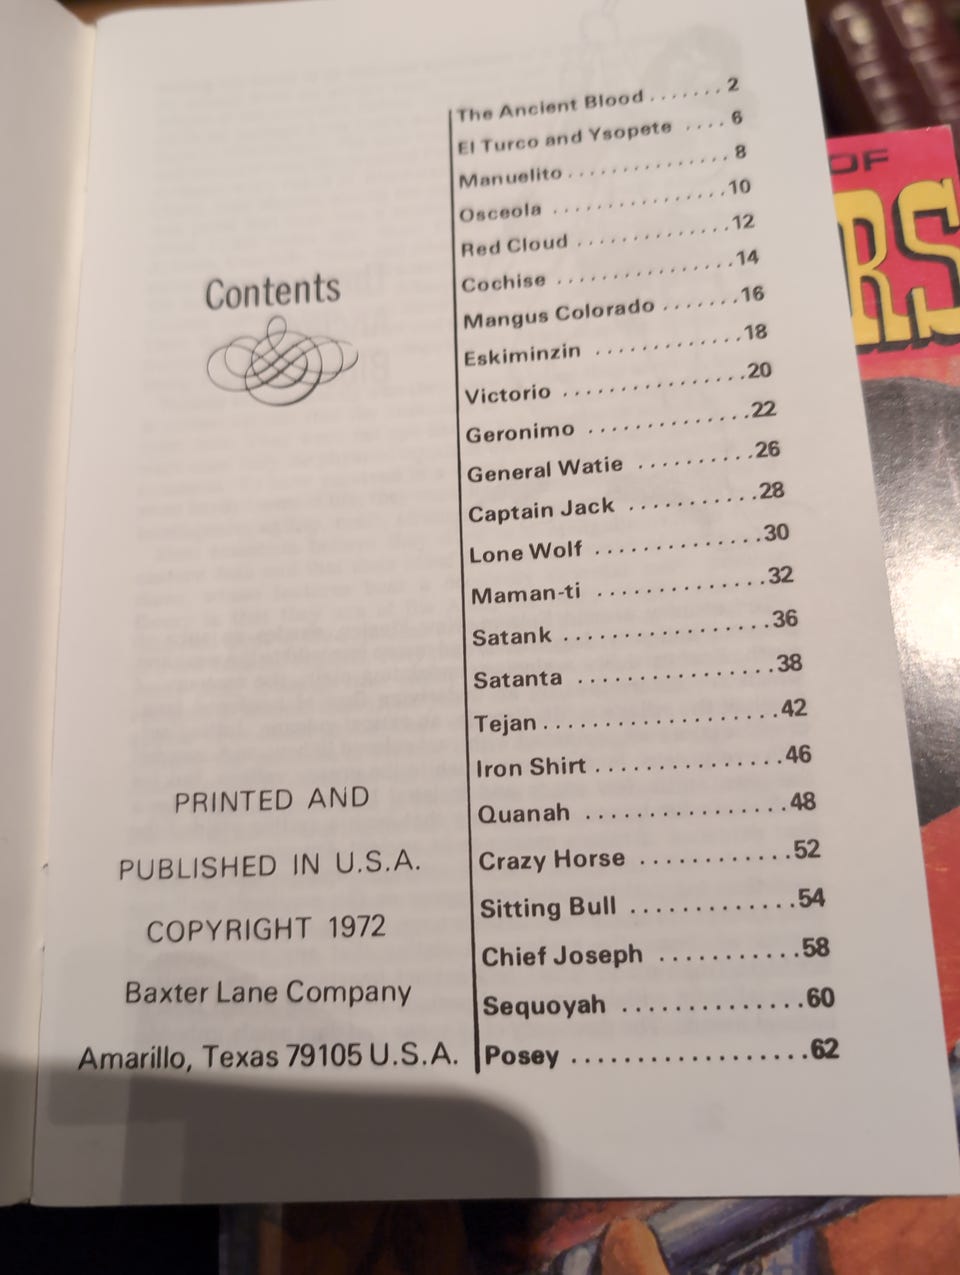 Contents
PRINTED AND
PUBLISHED IN U.S.A.
COPYRIGHT 1972
Baxter Lane Company
Amarillo, Texas 79105 U.S.A.
The Ancient Blood . . . . . . . 2
El Turco and Ysopete . . . . 6
Manuelito . . . . . . . . . . . . . . . 8
Osceola . . . . . . . . . . . . . . . .10
Red Cloud . . . . . . . . . . . . . .12
Cochise . . . . . . . . . . . . . . . .14
Mangus Colorado . . . . . . .16
Eskiminzin . . . . . . . . . . . . .18
Victorio . . . . . . . . . . . . . . . .20
Geronimo . . . . . . . . . . . . . .22
General Watie . . . . . . . . . .26
Captain Jack . . . . . . . . . . .28
Lone Wolf . . . . . . . . . . . . . .30
Maman-ti . . . . . . . . . . . . . .32
Satank . . . . . . . . . . . . . . . . .36
Satanta . . . . . . . . . . . . . . . .38
Tejan . . . . . . . . . . . . . . . . . . .42
Iron Shirt . . . . . . . . . . . . . . .46
Quanah . . . . . . . . . . . . . . . .48
Crazy Horse . . . . . . . . . . . .52
Sitting Bull . . . . . . . . . . . . .54
Chief Joseph . . . . . . . . . . .58
Sequoyah . . . . . . . . . . . . . .60
Posey . . . . . . . . . . . . . . . . . .62
OF
RS